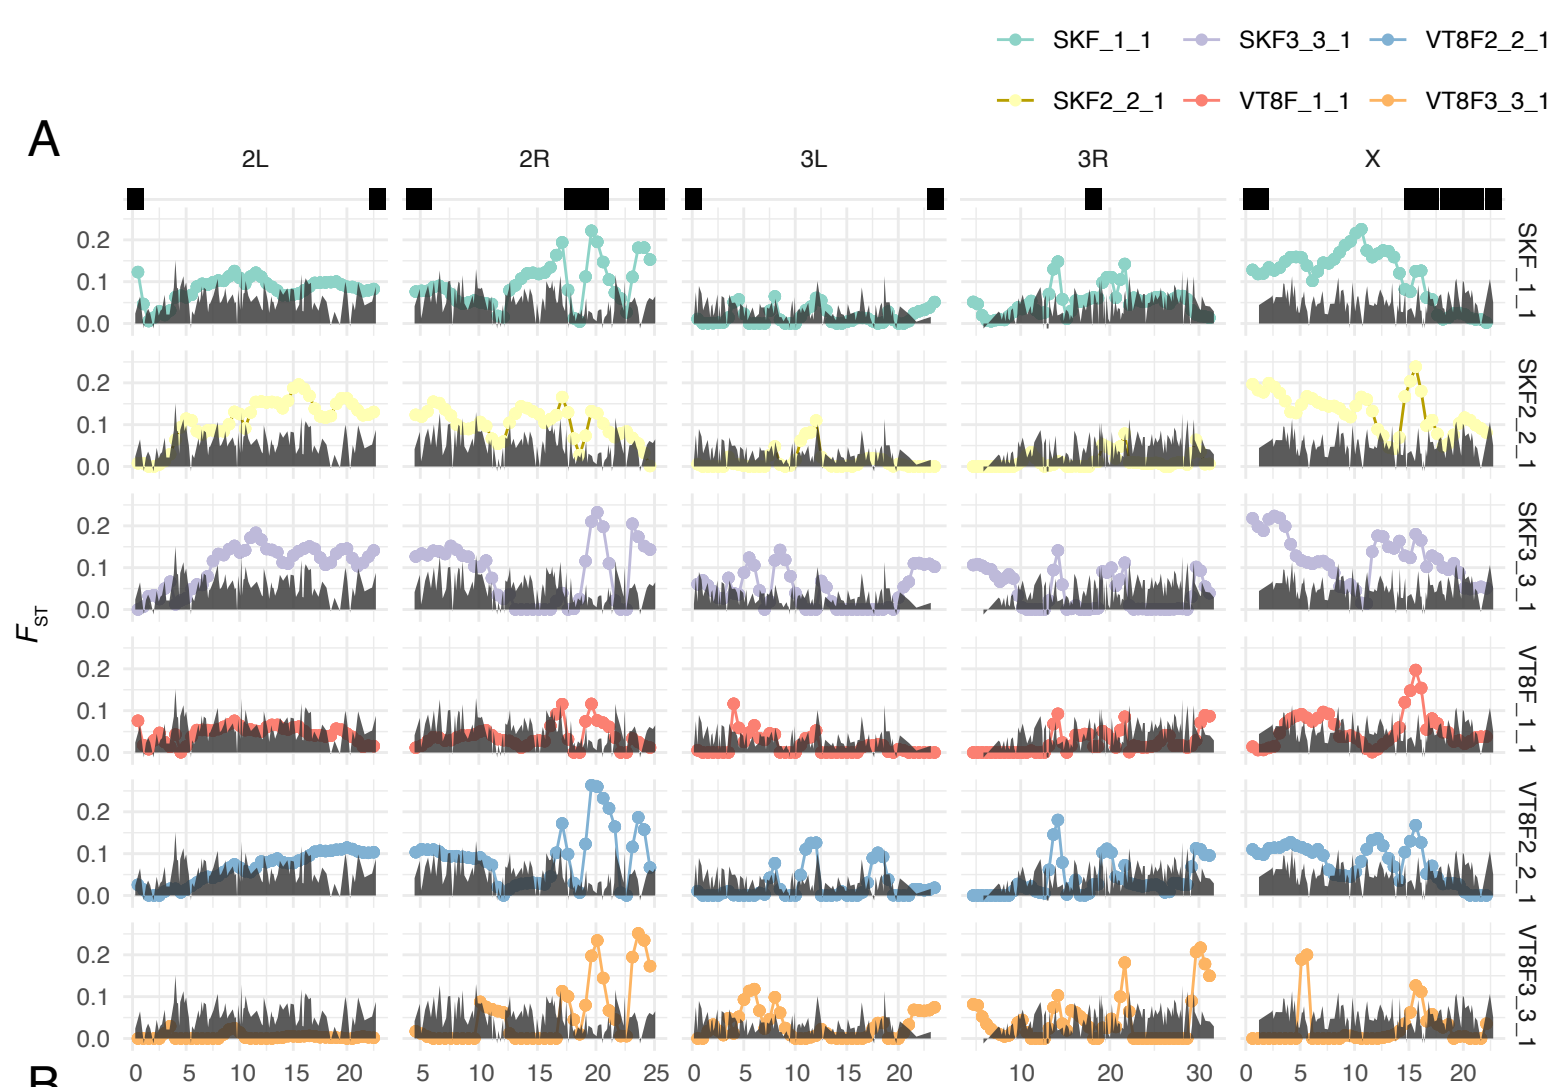 SKF_1_1 SKF3_3_1 VT8F2_2_1
SKF2_2_1 VT8F_1_1 VT8F3_3_1
A
2L 2R 3L 3R X
0.2
0.1
0.0
SKF_1_1
0.2
0.1
0.0
SKF2_2_1
0.2
0.1
0.0
SKF3_3_1
FST
0.2
0.1
0.0
VT8F_1_1
0.2
0.1
0.0
VT8F2_2_1
0.2
0.1
0.0
VT8F3_3_1
0 5 10 15 20 5 10 15 20 25 0 5 10 15 20 10 20 30 0 5 10 15 20
B